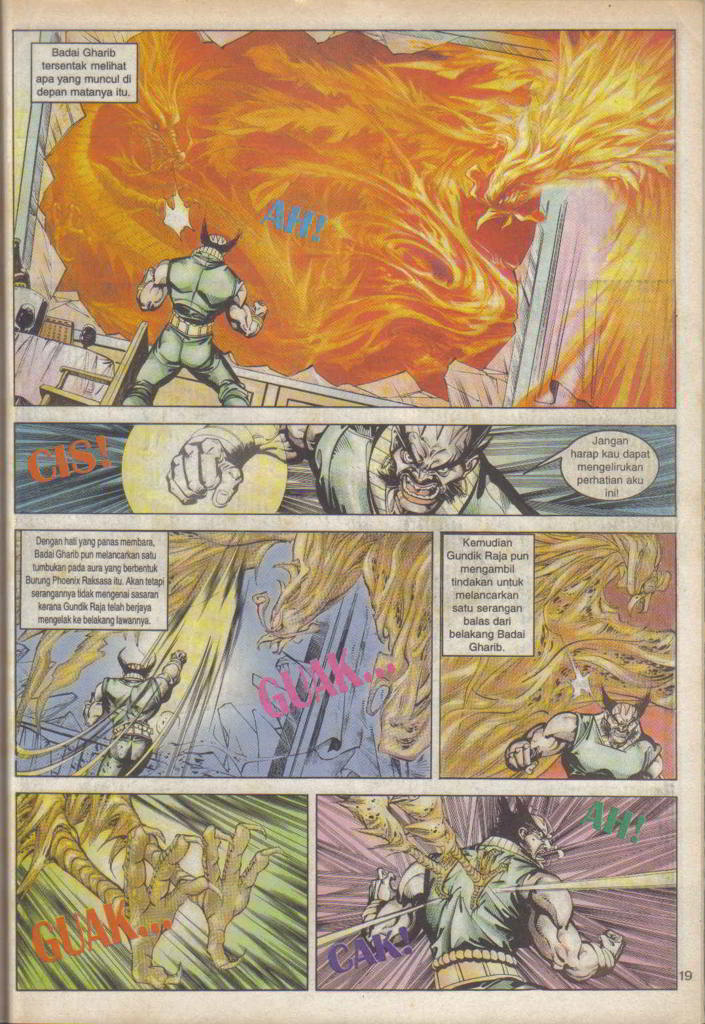 Badai Gharib
tersentak melihat
apa yang muncul di
depan matanya itu.
AH!
CIS!
Jangan
harap kau dapat
mengelirukan
perhatian aku
ini!
Dengan hati yang panas membara,
Badai Gharib pun melancarkan satu
tumbukan pada aura yang berbentuk
Burung Phoenix Raksasa itu. Akan tetapi
serangannya tidak mengenai sasaran
kerana Gundik Raja telah berjaya
mengelak ke belakang lawannya.
GUAK...
Kemudian
Gundik Raja pun
mengambil
tindakan untuk
melancarkan
satu serangan
balas dari
belakang Badai
Gharib.
GUAK...
AH!
CAK!
19